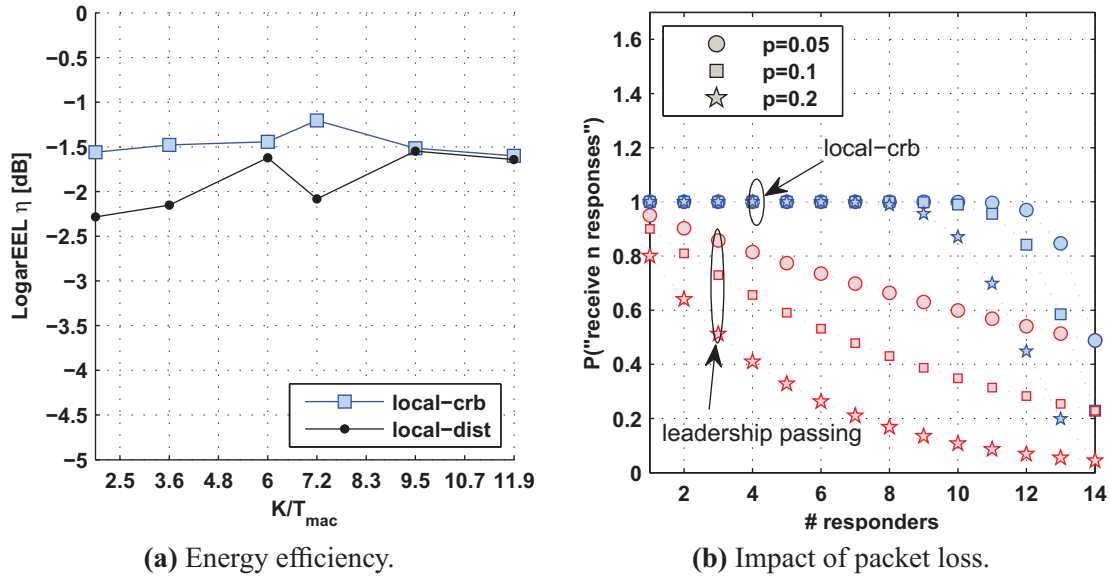 0
-0.5
-1
-1.5
-2
-2.5
-3
-3.5
-4
-4.5
-5
LogarEEL η [dB]
2.5 3.6 4.8 6 7.2 8.3 9.5 10.7 11.9
K/Tmac
local-crb
local-dist
(a) Energy efficiency.
1.6
1.4
1.2
1
0.8
0.6
0.4
0.2
0
P("receive n responses")
p=0.05
p=0.1
p=0.2
local-crb
leadership passing
2 4 6 8 10 12 14
# responders
(b) Impact of packet loss.